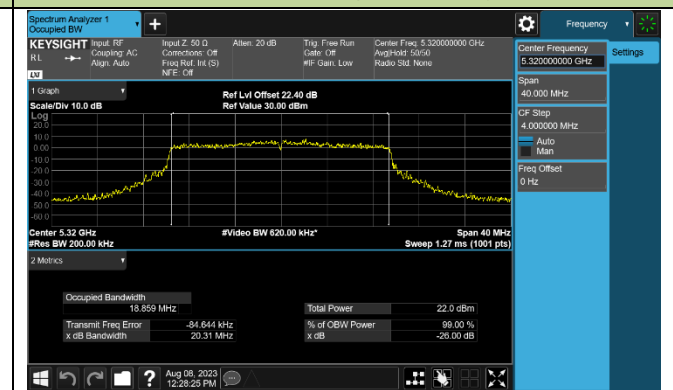 Spectrum Analyzer 1
Occupied BW
+
Frequency
KEYSIGHT
Input: RF
Coupling: AC
Align: Auto
Input Z: 50 Ω
Corrections: Off
Freq Ref: Int (S)
NFE: Off
Atten: 20 dB
Trig: Free Run
Gate: Off
#IF Gain: Low
Center Freq: 5.320000000 GHz
Avg|Hold: 50/50
Radio Std: None
RL
LXI
Center Frequency
5.320000000 GHz
Settings
Span
40.000 MHz
CF Step
4.000000 MHz
Auto
Man
Freq Offset
0 Hz
1 Graph
Scale/Div 10.0 dB
Ref Lvl Offset 22.40 dB
Ref Value 30.00 dBm
Log
20.0
10.0
0.00
-10.0
-20.0
-30.0
-40.0
-50.0
-60.0
Center 5.32 GHz
#Video BW 620.00 kHz*
Span 40 MHz
#Res BW 200.00 kHz
Sweep 1.27 ms (1001 pts)
2 Metrics
Occupied Bandwidth
18.859 MHz
Total Power
22.0 dBm
Transmit Freq Error
-84.644 kHz
% of OBW Power
99.00 %
x dB Bandwidth
20.31 MHz
x dB
-26.00 dB
?
Aug 08, 2023
12:28:25 PM